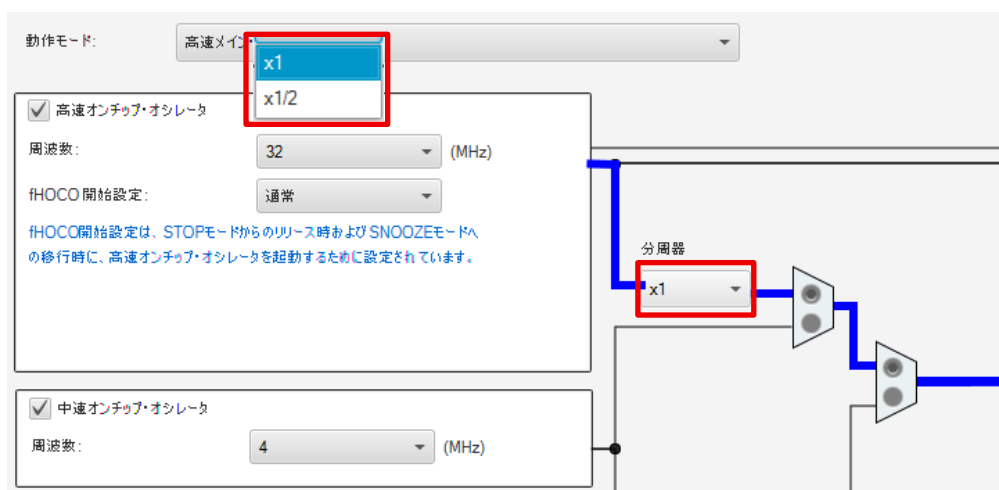 動作モード: 高速メイン・
x1
x1/2
高速オンチップ・オシレータ
周波数: 32 (MHz)
fHOCO 開始設定: 通常
fHOCO開始設定は、STOPモードからのリリース時およびSNOOZEモードへ
の移行時に、高速オンチップ・オシレータを起動するために設定されています。
分周器
x1
中速オンチップ・オシレータ
周波数: 4 (MHz)